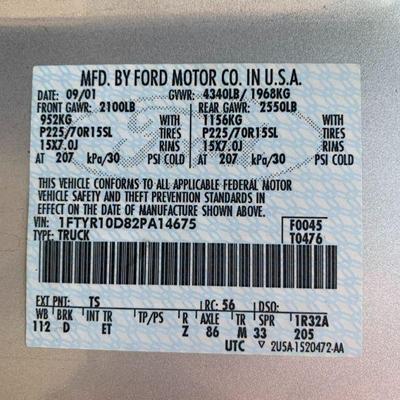 MFD. BY FORD MOTOR CO. IN U.S.A.
DATE: 09/01 GVWR: 4340LB/ 1968KG
FRONT GAWR: 2100LB REAR GAWR: 2550LB
952KG WITH 1156KG WITH
P225/70R15SL TIRES P225/70R15SL TIRES
15X7.0J RIMS 15X7.0J RIMS
AT 207 kPa/30 PSI COLD AT 207 kPa/30 PSI COLD
THIS VEHICLE CONFORMS TO ALL APPLICABLE FEDERAL MOTOR
VEHICLE SAFETY AND THEFT PREVENTION STANDARDS IN
EFFECT ON THE DATE OF MANUFACTURE SHOWN ABOVE.
VIN: 1FTYR10D82PA14675 F0045
TYPE: TRUCK T0476
EXT PNT: TS RC: 56 DSO:
WB BRK INT TR TP/PS R AXLE TR SPR 1R32A
112 D ET Z 86 M 33 205
UTC ▽ 2U5A-1520472-AA